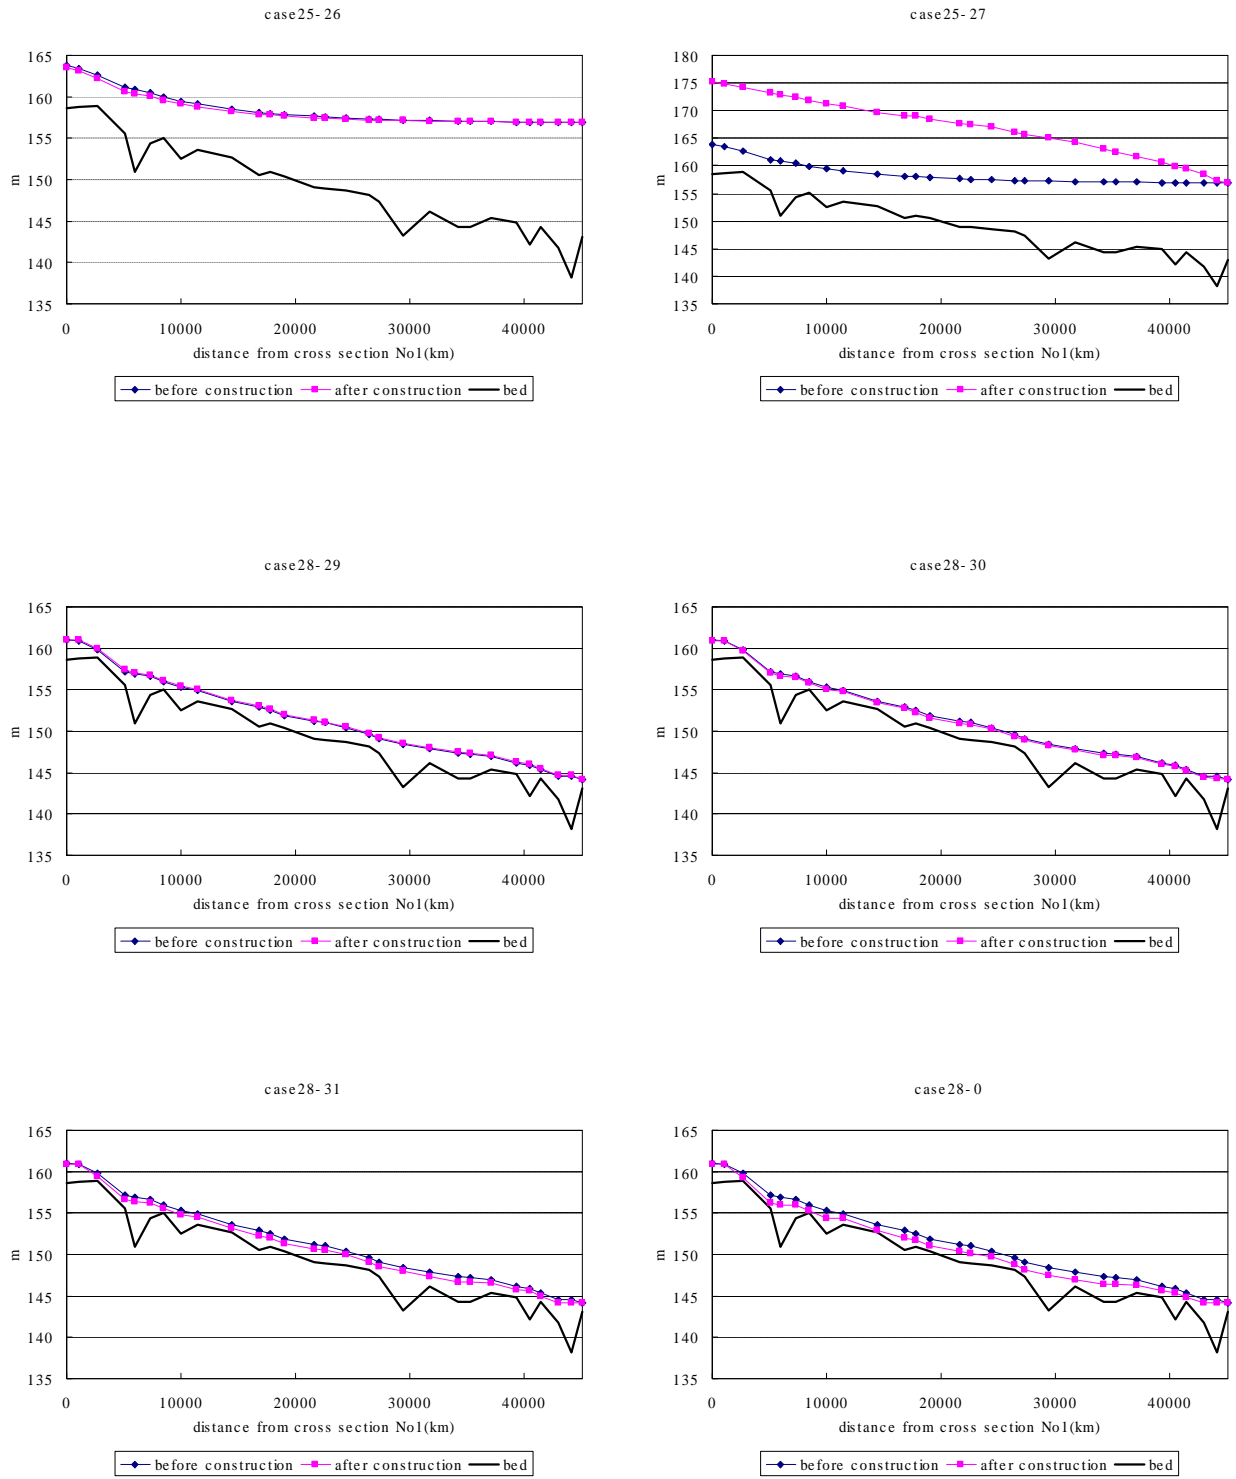 case25-26
165
160
155
150
145
140
135
m
0 10000 20000 30000 40000
distance from cross section No1(km)
before construction after construction bed
case25-27
180
175
170
165
160
155
150
145
140
135
m
0 10000 20000 30000 40000
distance from cross section No1(km)
before construction after construction bed
case28-29
165
160
155
150
145
140
135
m
0 10000 20000 30000 40000
distance from cross section No1(km)
before construction after construction bed
case28-30
165
160
155
150
145
140
135
m
0 10000 20000 30000 40000
distance from cross section No1(km)
before construction after construction bed
case28-31
165
160
155
150
145
140
135
m
0 10000 20000 30000 40000
distance from cross section No1(km)
before construction after construction bed
case28-0
165
160
155
150
145
140
135
m
0 10000 20000 30000 40000
distance from cross section No1(km)
before construction after construction bed